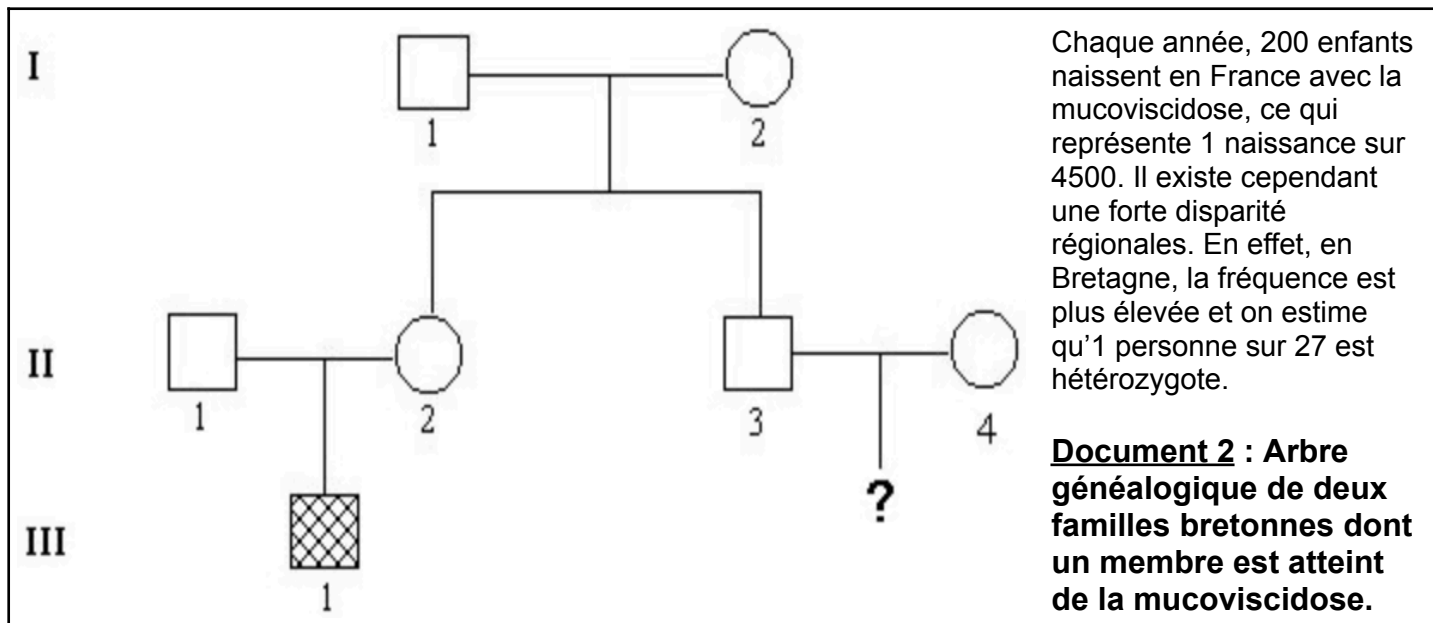 I
1
2
II
1
2
3
4
?
III
1
Chaque année, 200 enfants
naissent en France avec la
mucoviscidose, ce qui
représente 1 naissance sur
4500. Il existe cependant
une forte disparité
régionales. En effet, en
Bretagne, la fréquence est
plus élevée et on estime
qu’1 personne sur 27 est
hétérozygote.
Document 2 : Arbre
généalogique de deux
familles bretonnes dont
un membre est atteint
de la mucoviscidose.